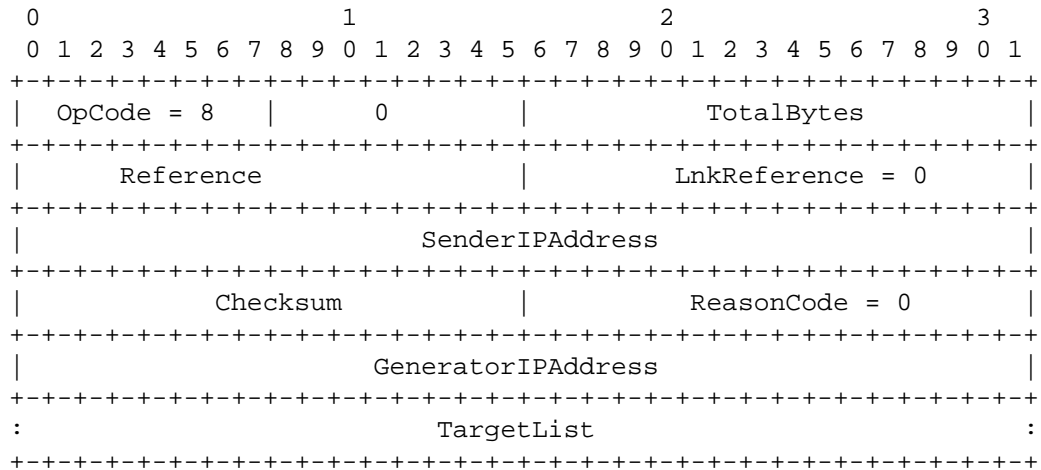 0                   1                   2                   3
 0 1 2 3 4 5 6 7 8 9 0 1 2 3 4 5 6 7 8 9 0 1 2 3 4 5 6 7 8 9 0 1
+-+-+-+-+-+-+-+-+-+-+-+-+-+-+-+-+-+-+-+-+-+-+-+-+-+-+-+-+-+-+-+-+
|  OpCode = 8   |      0        |           TotalBytes          |
+-+-+-+-+-+-+-+-+-+-+-+-+-+-+-+-+-+-+-+-+-+-+-+-+-+-+-+-+-+-+-+-+
|      Reference                |         LnkReference = 0      |
+-+-+-+-+-+-+-+-+-+-+-+-+-+-+-+-+-+-+-+-+-+-+-+-+-+-+-+-+-+-+-+-+
|                         SenderIPAddress                       |
+-+-+-+-+-+-+-+-+-+-+-+-+-+-+-+-+-+-+-+-+-+-+-+-+-+-+-+-+-+-+-+-+
|            Checksum           |          ReasonCode = 0       |
+-+-+-+-+-+-+-+-+-+-+-+-+-+-+-+-+-+-+-+-+-+-+-+-+-+-+-+-+-+-+-+-+
|                      GeneratorIPAddress                       |
+-+-+-+-+-+-+-+-+-+-+-+-+-+-+-+-+-+-+-+-+-+-+-+-+-+-+-+-+-+-+-+-+
:                          TargetList                           :
+-+-+-+-+-+-+-+-+-+-+-+-+-+-+-+-+-+-+-+-+-+-+-+-+-+-+-+-+-+-+-+-+